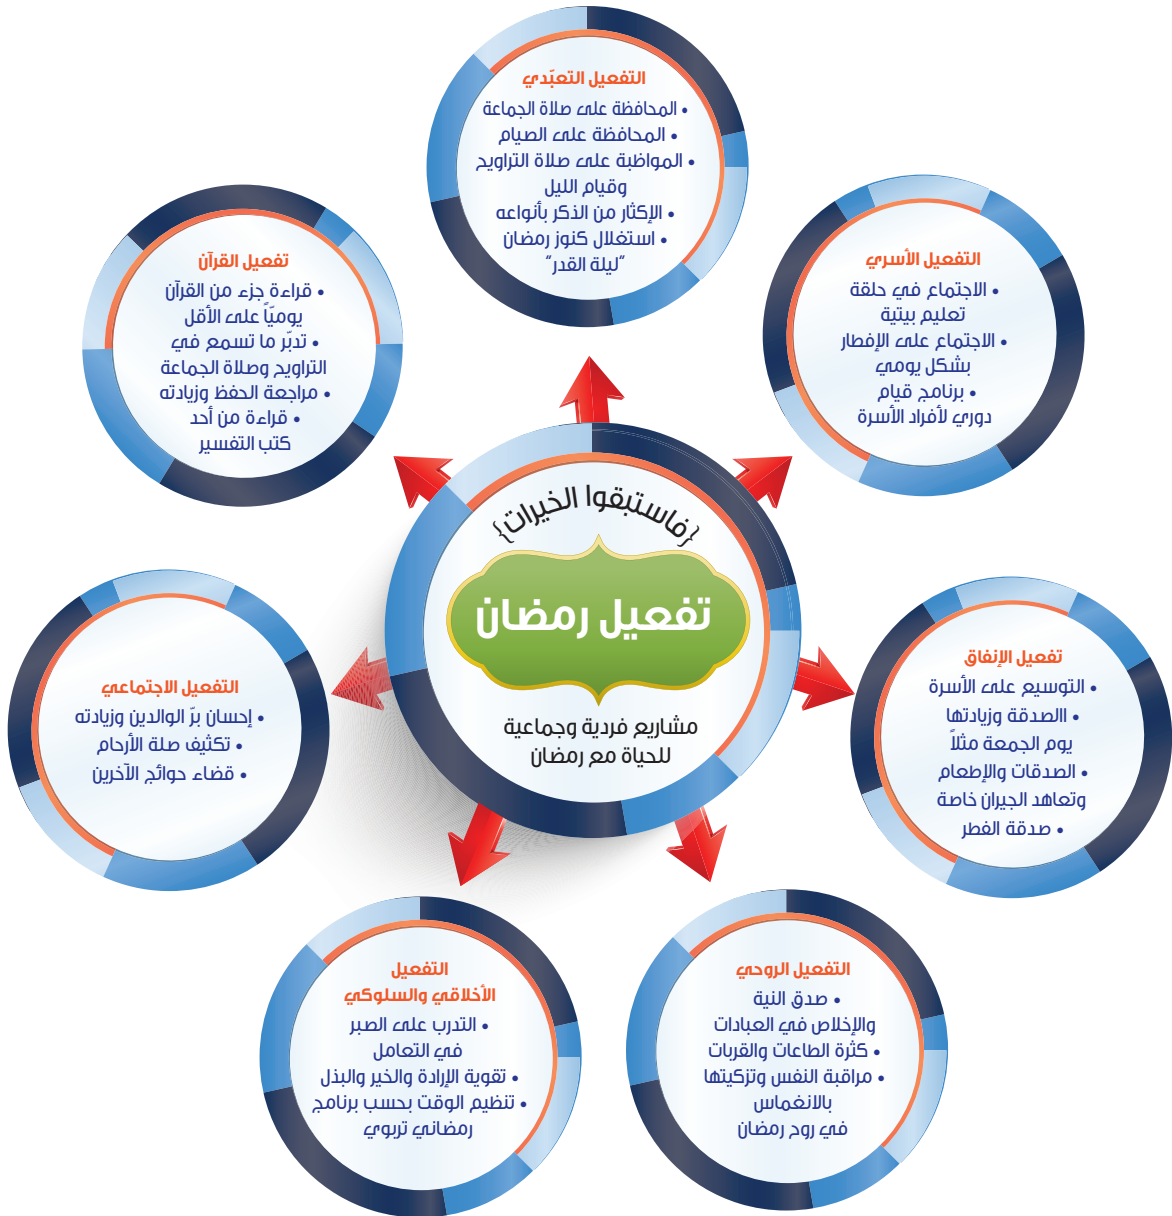 التفعيل التعبّدي
• المحافظة على صلاة الجماعة
• المحافظة على الصيام
• المواظبة على صلاة التراويح
وقيام الليل
• الإكثار من الذكر بأنواعه
• استغلال كنوز رمضان
"ليلة القدر"
التفعيل الأسري
• الاجتماع في حلقة
تعليم بيتية
• الاجتماع على الإفطار
بشكل يومي
• برنامج قيام
دوري لأفراد الأسرة
تفعيل القرآن
• قراءة جزء من القرآن
يوميّاً على الأقل
• تدبّر ما تسمع في
التراويح وصلاة الجماعة
• مراجعة الحفظ وزيادته
• قراءة من أحد
كتب التفسير
{فاستبقوا الخيرات}
تفعيل رمضان
مشاريع فردية وجماعية
للحياة مع رمضان
تفعيل الإنفاق
• التوسيع على الأسرة
• االصدقة وزيادتها
يوم الجمعة مثلاً
• الصدقات والإطعام
وتعاهد الجيران خاصة
• صدقة الفطر
التفعيل الاجتماعي
• إحسان برّ الوالدين وزيادته
• تكثيف صلة الأرحام
• قضاء حوائج الآخرين
التفعيل الروحي
• صدق النية
والإخلاص في العبادات
• كثرة الطاعات والقربات
• مراقبة النفس وتزكيتها
بالانغماس
في روح رمضان
التفعيل
الأخلاقي والسلوكي
• التدرب على الصبر
في التعامل
• تقوية الإرادة والخير والبذل
• تنظيم الوقت بحسب برنامج
رمضاني تربوي